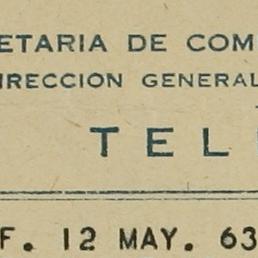 ETARIA DE COM
IRECCION GENERAL
TEL
F. 12 MAY. 63